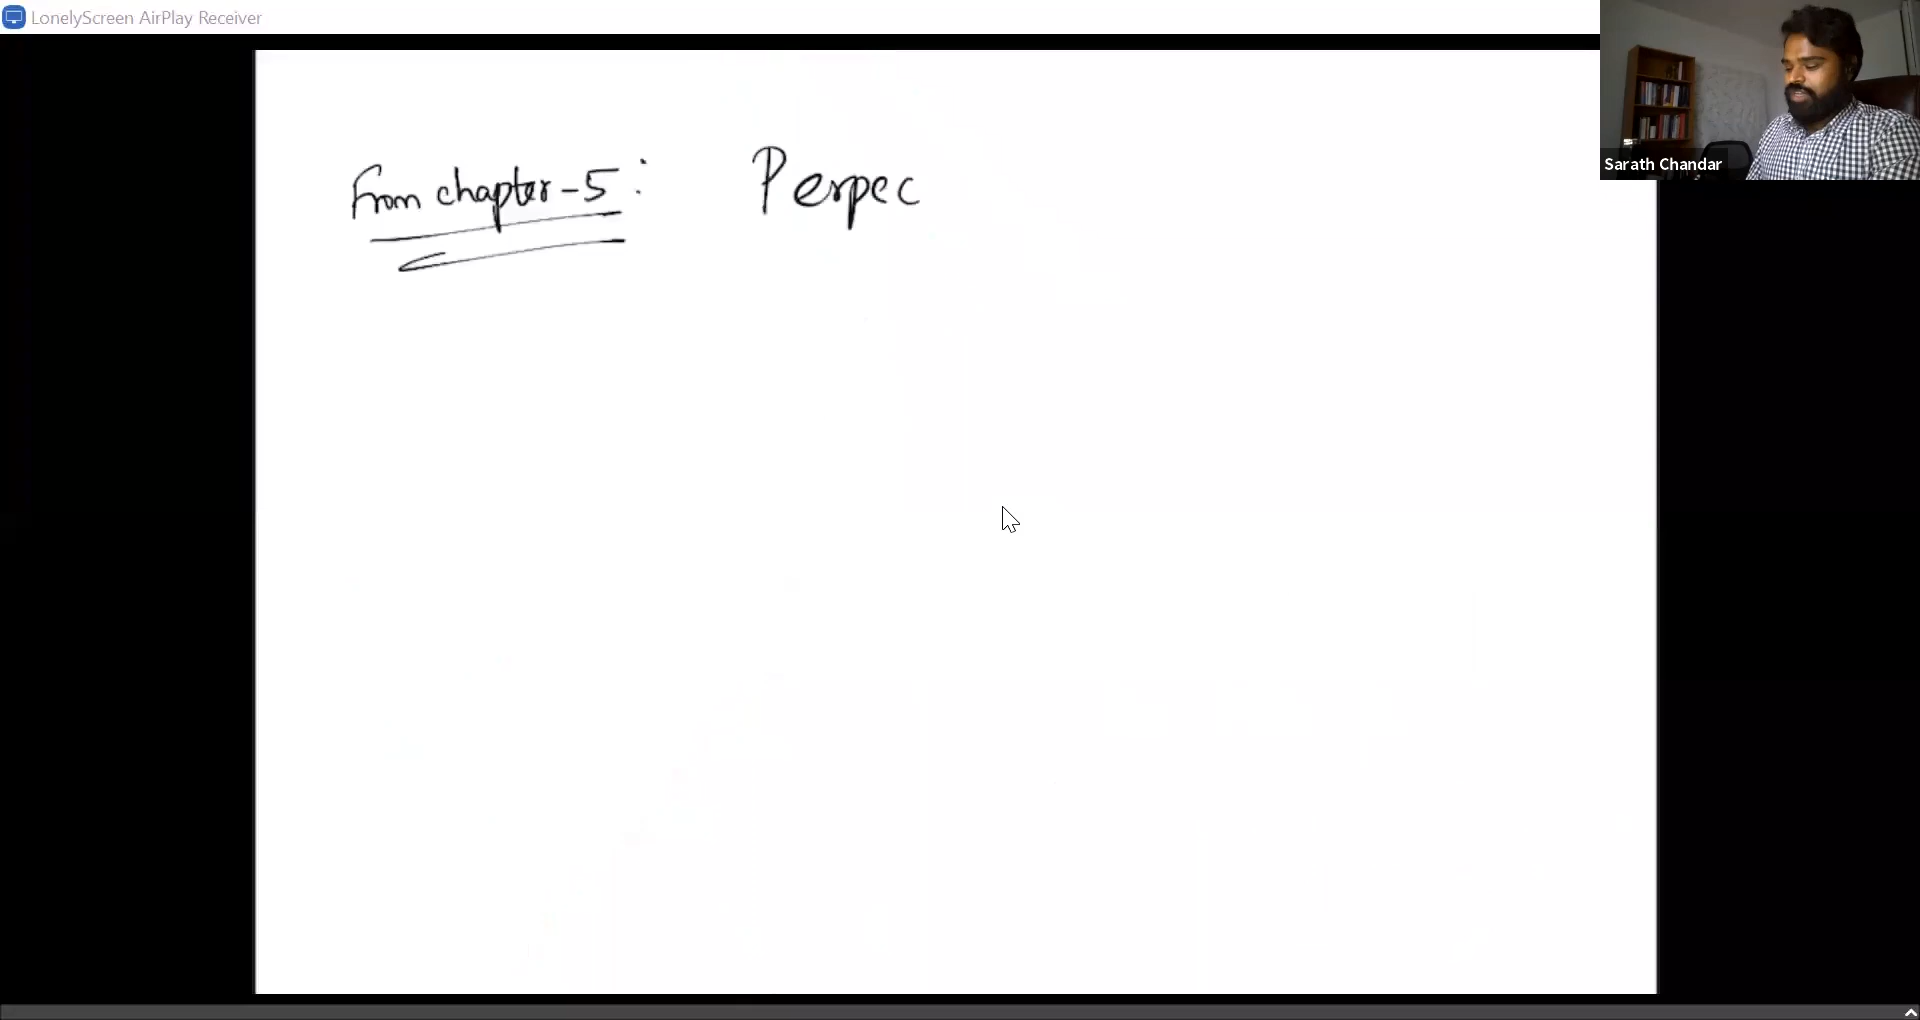 LonelyScreen AirPlay Receiver
Sarath Chandar
From chapter-5: Perpec